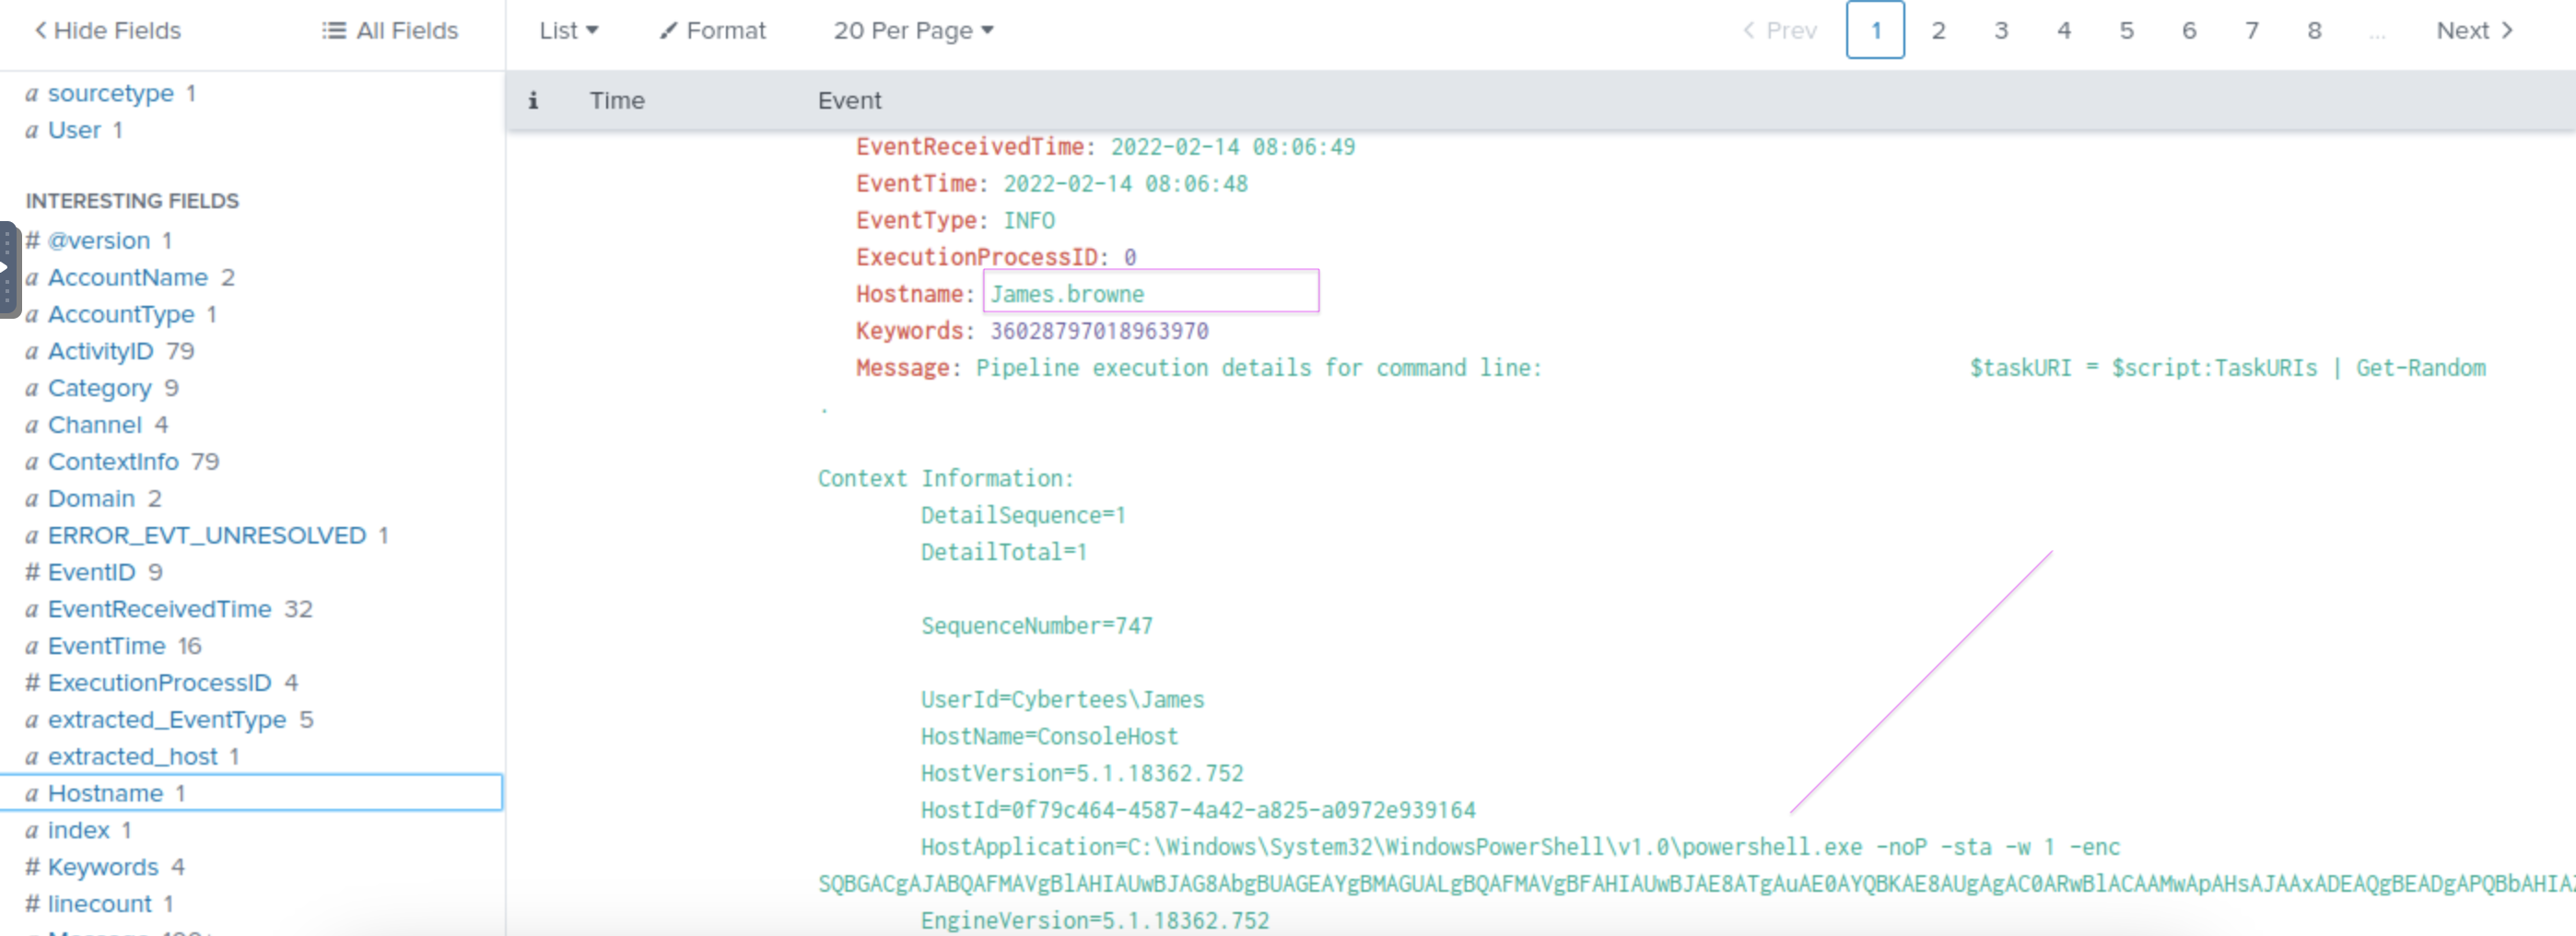 Hide Fields All Fields
List Format 20 Per Page Prev 1 2 3 4 5 6 7 8 ... Next
i Time Event
a sourcetype 1
a User 1
INTERESTING FIELDS
# @version 1
a AccountName 2
a AccountType 1
a ActivityID 79
a Category 9
a Channel 4
a ContextInfo 79
a Domain 2
a ERROR_EVT_UNRESOLVED 1
# EventID 9
a EventReceivedTime 32
a EventTime 16
# ExecutionProcessID 4
a extracted_EventType 5
a extracted_host 1
a Hostname 1
a index 1
# Keywords 4
# linecount 1
EventReceivedTime: 2022-02-14 08:06:49
EventTime: 2022-02-14 08:06:48
EventType: INFO
ExecutionProcessID: 0
Hostname: James.browne
Keywords: 36028797018963970
Message: Pipeline execution details for command line: $taskURI = $script:TaskURIs | Get-Random
.
Context Information:
DetailSequence=1
DetailTotal=1
SequenceNumber=747
UserId=Cybertees\James
HostName=ConsoleHost
HostVersion=5.1.18362.752
HostId=0f79c464-4587-4a42-a825-a0972e939164
HostApplication=C:\Windows\System32\WindowsPowerShell\v1.0\powershell.exe -noP -sta -w 1 -enc
EngineVersion=5.1.18362.752